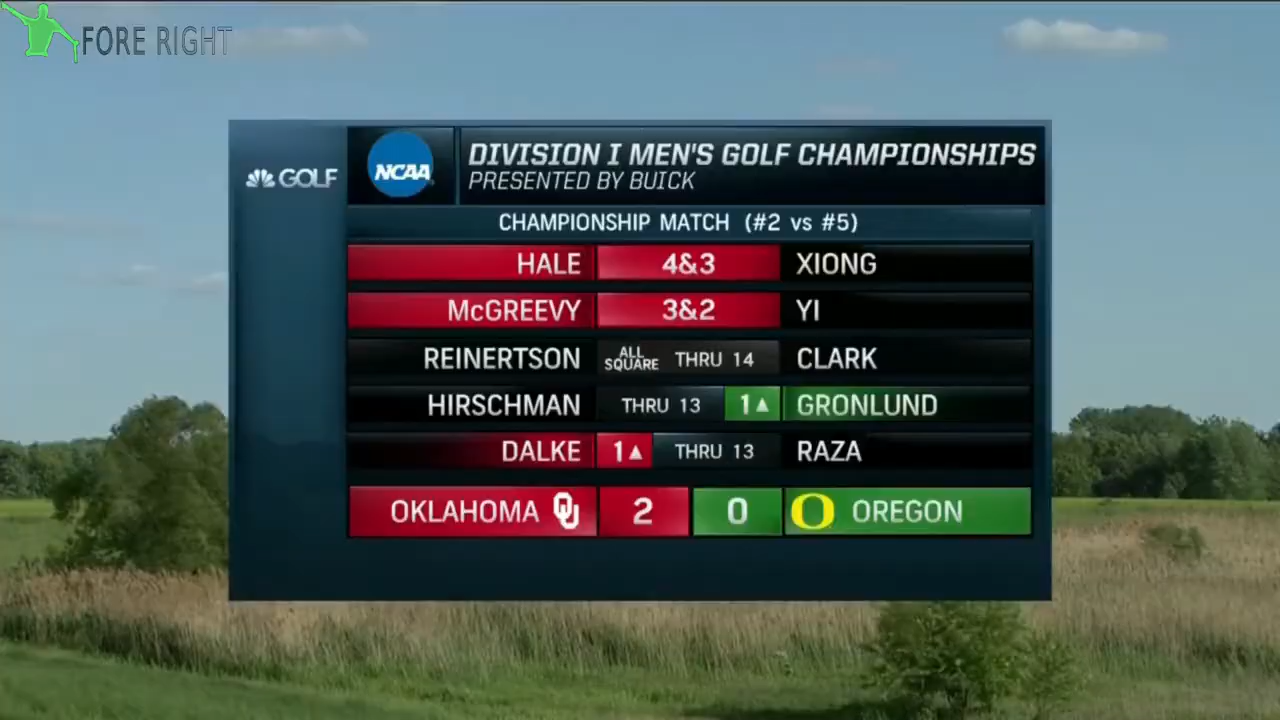 FORE RIGHT
GOLF
NCAA
DIVISION I MEN'S GOLF CHAMPIONSHIPS
PRESENTED BY BUICK
CHAMPIONSHIP MATCH (#2 vs #5)
HALE 4&3 XIONG
McGREEVY 3&2 YI
REINERTSON ALL SQUARE THRU 14 CLARK
HIRSCHMAN THRU 13 1▲ GRONLUND
DALKE 1▲ THRU 13 RAZA
OKLAHOMA OU 2 0 O OREGON